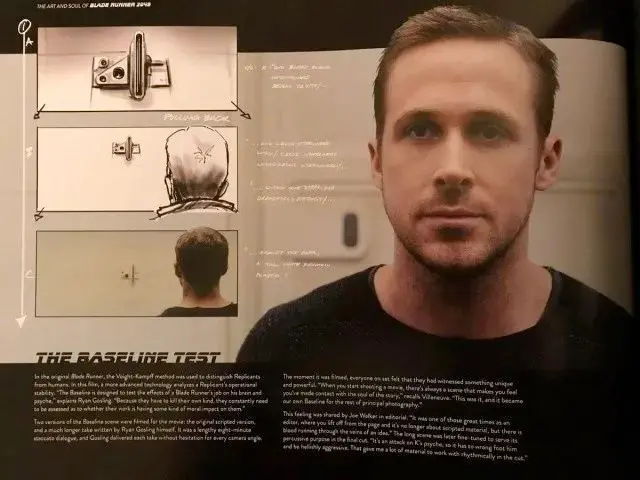 THE ART AND SOUL OF BLADE RUNNER 2049
A
PULLING BACK
B
C
THE BASELINE TEST
In the original Blade Runner, the Voight-Kampff method was used to distinguish Replicants
from humans. In this film, a more advanced technology analyzes a Replicant's operational
stability. "The Baseline is designed to test the effects of a Blade Runner's job on his brain and
psyche," explains Ryan Gosling. "Because they have to kill their own kind, they constantly need
to be assessed as to whether their work is having some kind of moral impact on them."
Two versions of the Baseline scene were filmed for the movie: the original scripted version,
and a much longer take written by Ryan Gosling himself. It was a lengthy eight-minute
staccato dialogue, and Gosling delivered each take without hesitation for every camera angle.
The moment it was filmed, everyone on set felt that they had witnessed something unique
and powerful. "When you start shooting a movie, there's always a scene that makes you feel
you've made contact with the soul of the story," recalls Villeneuve. "This was it, and it became
our own Baseline for the rest of principal photography."
This feeling was shared by Joe Walker in editorial. "It was one of those great times as an
editor, where you lift off from the page and it's no longer about scripted material, but there is
blood running through the veins of an idea." The long scene was later fine-tuned to serve its
persuasive purpose in the final cut. "It's an attack on K's psyche, so it has to wrong foot him
and be hellishly aggressive. That gave me a lot of material to work with rhythmically in the cut."